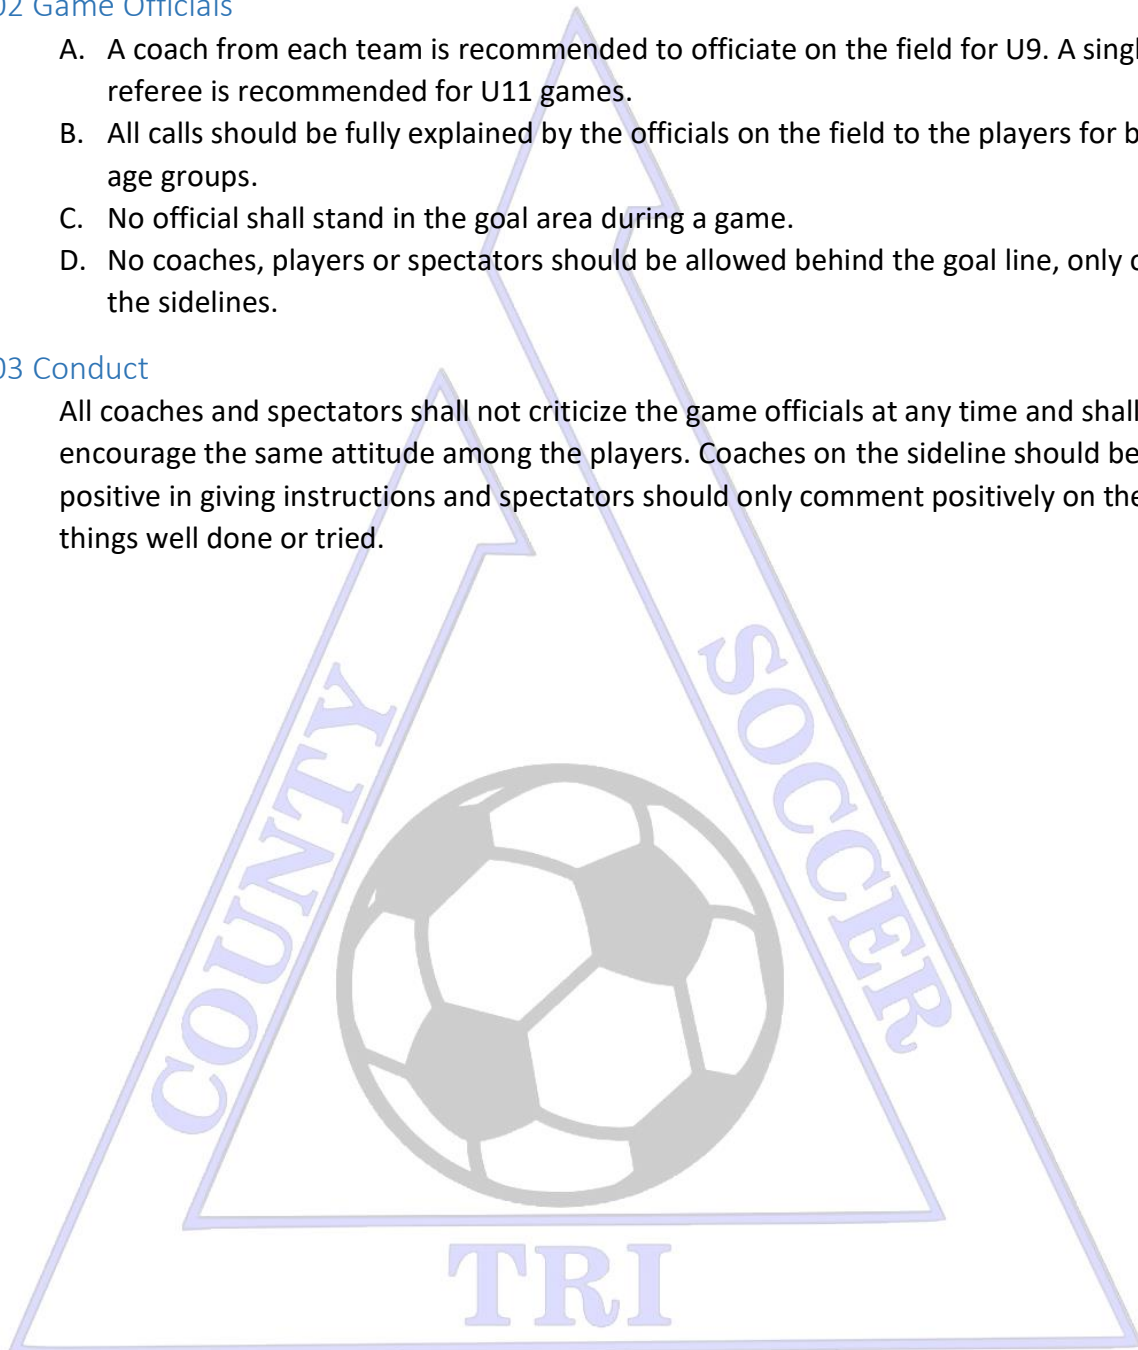 02 Game Officials
A. A coach from each team is recommended to officiate on the field for U9. A singl
referee is recommended for U11 games.
B. All calls should be fully explained by the officials on the field to the players for b
age groups.
C. No official shall stand in the goal area during a game.
D. No coaches, players or spectators should be allowed behind the goal line, only o
the sidelines.
03 Conduct
All coaches and spectators shall not criticize the game officials at any time and shall
encourage the same attitude among the players. Coaches on the sideline should be
positive in giving instructions and spectators should only comment positively on the
things well done or tried.
COUNTY
SOCCER
TRI